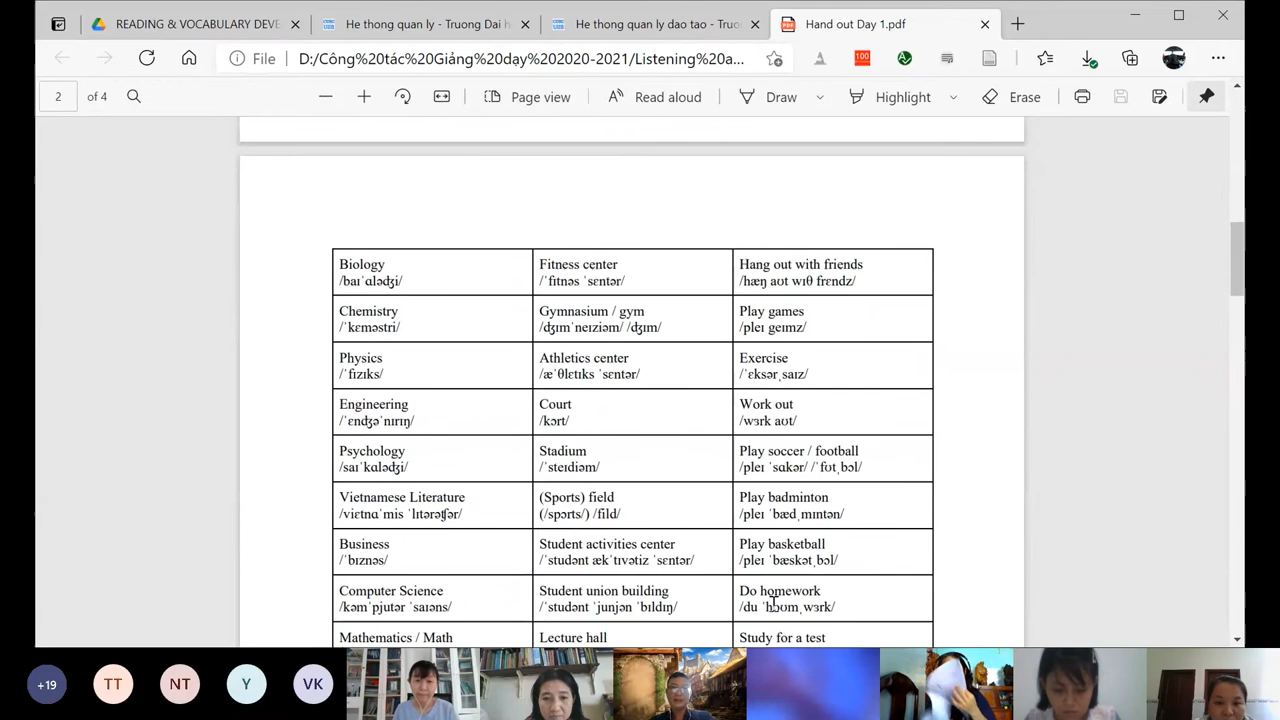 READING & VOCABULARY DEVE
He thong quan ly - Truong Dai h
He thong quan ly dao tao - Truo
Hand out Day 1.pdf
File
D:/Công%20tác%20Giảng%20dạy%202020-2021/Listening%20a...
100
2
of 4
Page view
Read aloud
Draw
Highlight
Erase
Biology
/baɪˈɑlədʒi/
Fitness center
/ˈfɪtnəs ˈsɛntər/
Hang out with friends
/hæŋ aʊt wɪθ frɛndz/
Chemistry
/ˈkɛməstri/
Gymnasium / gym
/dʒɪmˈneɪziəm/ /dʒɪm/
Play games
/pleɪ geɪmz/
Physics
/ˈfɪzɪks/
Athletics center
/æˈθlɛtɪks ˈsɛntər/
Exercise
/ˈɛksərˌsaɪz/
Engineering
/ˈɛndʒəˈnɪrɪŋ/
Court
/kɔrt/
Work out
/wɜrk aʊt/
Psychology
/saɪˈkɑlədʒi/
Stadium
/ˈsteɪdiəm/
Play soccer / football
/pleɪ ˈsɑkər/ /ˈfʊtˌbɔl/
Vietnamese Literature
/viɛtnɑˈmis ˈlɪtərətʃər/
(Sports) field
(/spɔrts/) /fild/
Play badminton
/pleɪ ˈbædˌmɪntən/
Business
/ˈbɪznəs/
Student activities center
/ˈstudənt ækˈtɪvətiz ˈsɛntər/
Play basketball
/pleɪ ˈbæskətˌbɔl/
Computer Science
/kəmˈpjutər ˈsaɪəns/
Student union building
/ˈstudənt ˈjunjən ˈbɪldɪŋ/
Do homework
/du ˈhoʊmˌwɜrk/
Mathematics / Math
Lecture hall
Study for a test
+19
TT
NT
Y
VK